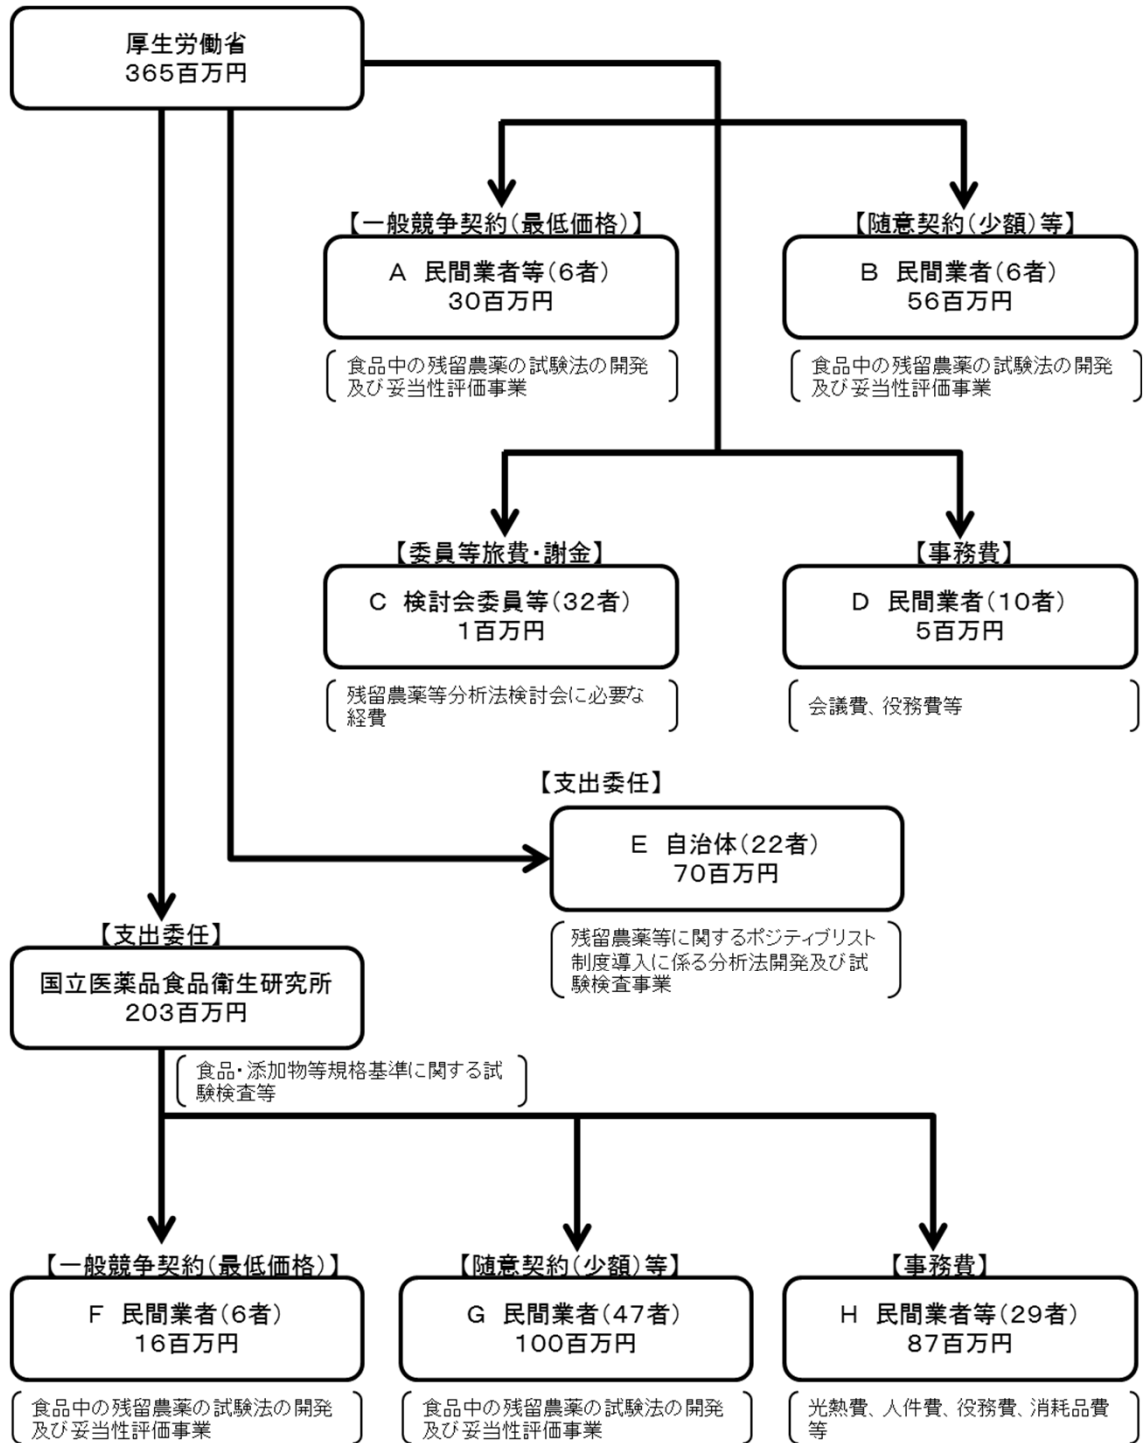 厚生労働省
365百万円
【一般競争契約(最低価格)】
A 民間業者等(6者)
30百万円
食品中の残留農薬の試験法の開発
及び妥当性評価事業
【随意契約(少額)等】
B 民間業者(6者)
56百万円
食品中の残留農薬の試験法の開発
及び妥当性評価事業
【委員等旅費・謝金】
C 検討会委員等(32者)
1百万円
残留農薬等分析法検討会に必要な
経費
【事務費】
D 民間業者(10者)
5百万円
会議費、役務費等
【支出委任】
E 自治体(22者)
70百万円
残留農薬等に関するポジティブリスト
制度導入に係る分析法開発及び試
験検査事業
【支出委任】
国立医薬品食品衛生研究所
203百万円
食品・添加物等規格基準に関する試
験検査等
【一般競争契約(最低価格)】
F 民間業者(6者)
16百万円
食品中の残留農薬の試験法の開発
及び妥当性評価事業
【随意契約(少額)等】
G 民間業者(47者)
100百万円
食品中の残留農薬の試験法の開発
及び妥当性評価事業
【事務費】
H 民間業者等(29者)
87百万円
光熱費、人件費、役務費、消耗品費
等